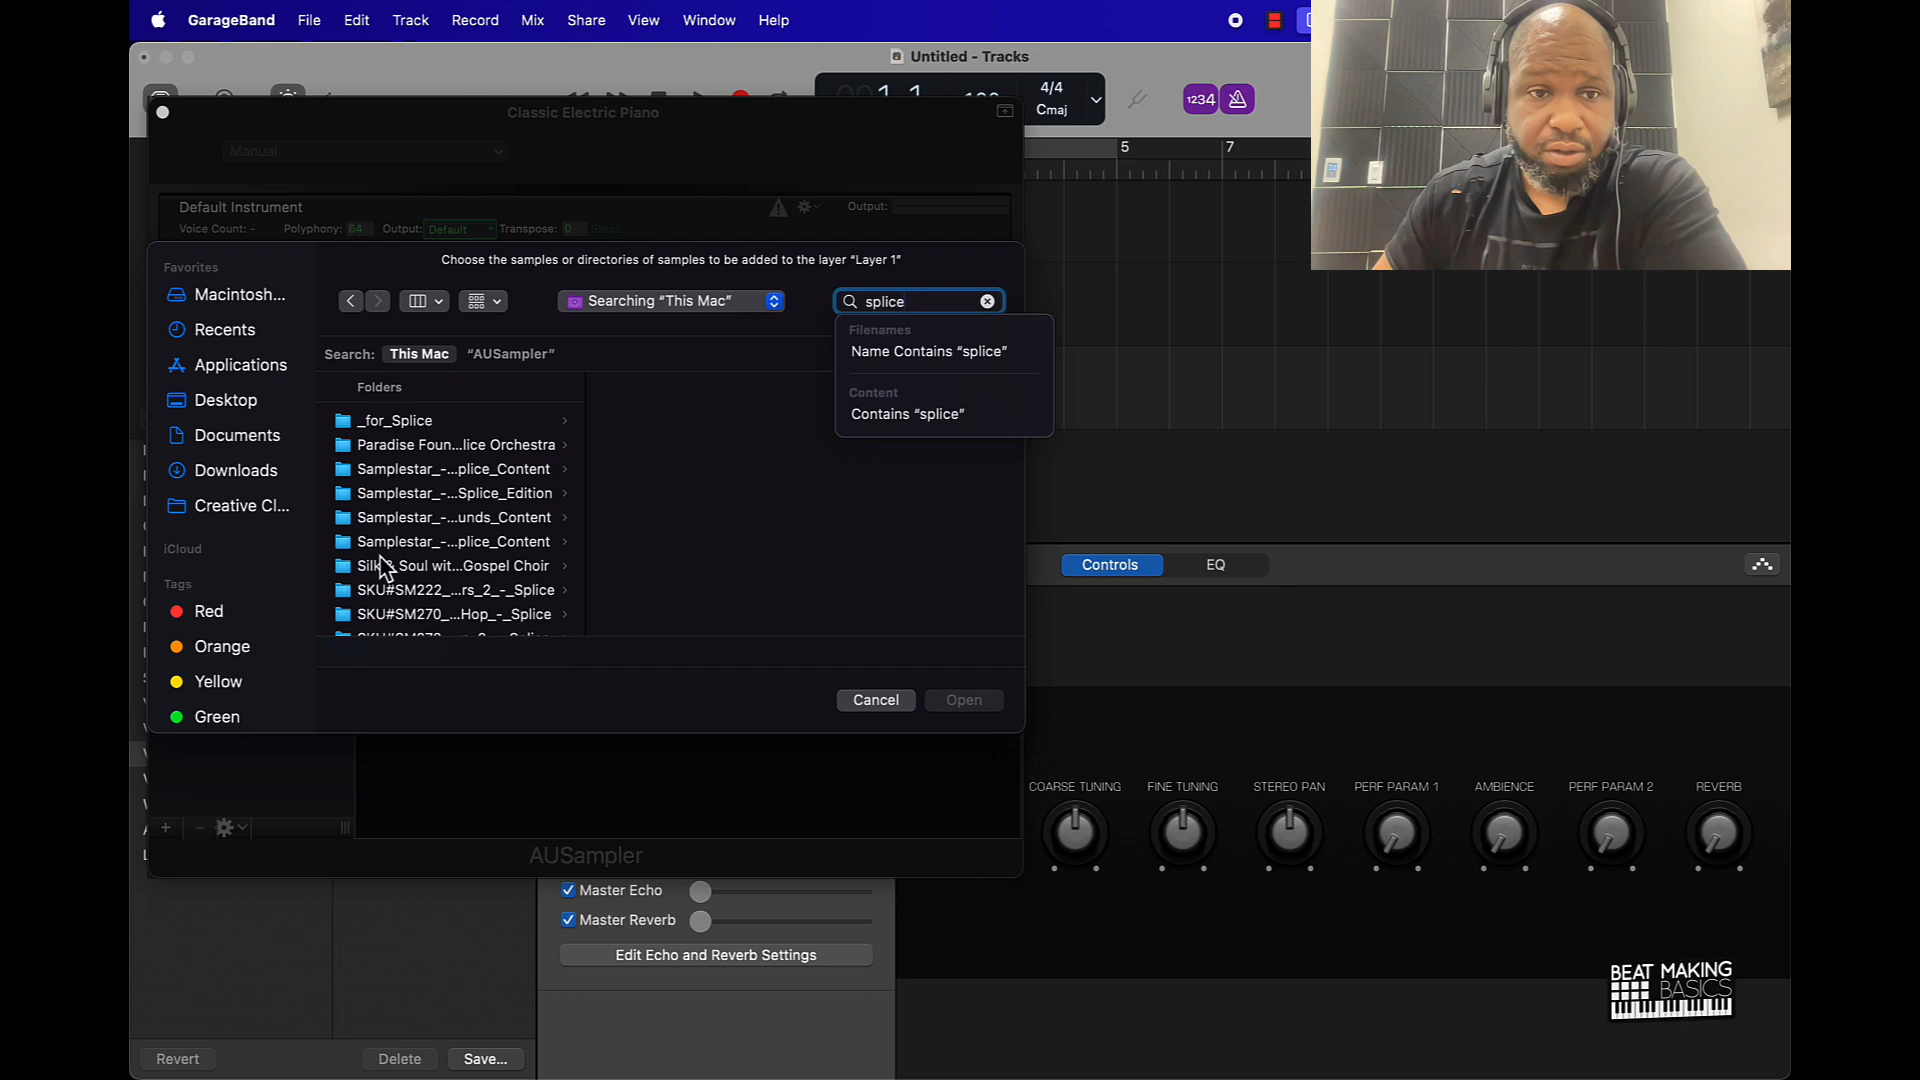 GarageBand File Edit Track Record Mix Share View Window Help
Untitled - Tracks
4/4
Cmaj
1234
Classic Electric Piano
Manual
5 7
Default Instrument
Output:
Voice Count: - Polyphony: 64 Output: Default Transpose: 0 Steps
Choose the samples or directories of samples to be added to the layer "Layer 1"
Favorites
Macintosh...
Recents
Applications
Desktop
Documents
Downloads
Creative Cl...
iCloud
Tags
Red
Orange
Yellow
Green
Searching "This Mac"
splice
Filenames
Name Contains "splice"
Content
Contains "splice"
Search: This Mac "AUSampler"
Folders
_for_Splice
Paradise Foun...lice Orchestra
Samplestar_-...plice_Content
Samplestar_-...Splice_Edition
Samplestar_-...unds_Content
Samplestar_-...plice_Content
Silk & Soul wit...Gospel Choir
SKU#SM222_...rs_2_-_Splice
SKU#SM270_...Hop_-_Splice
Cancel Open
Controls EQ
COARSE TUNING FINE TUNING STEREO PAN PERF PARAM 1 AMBIENCE PERF PARAM 2 REVERB
AUSampler
Master Echo
Master Reverb
Edit Echo and Reverb Settings
BEAT MAKING
BASICS
Revert Delete Save...